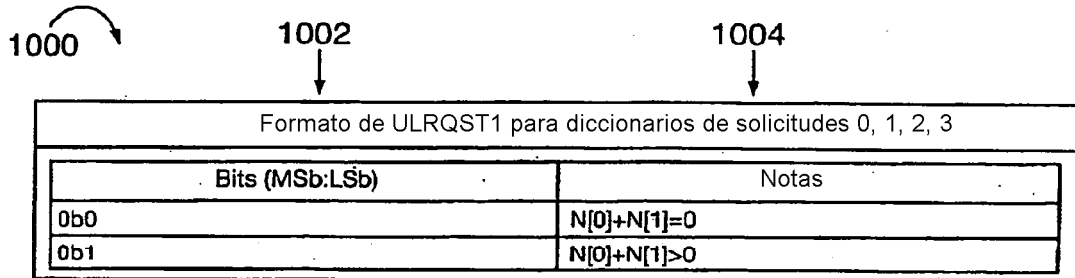 1000
1002
1004
Formato de ULRQST1 para diccionarios de solicitudes 0, 1, 2, 3
Bits (MSb:LSb)
Notas
0b0
N[0]+N[1]=0
0b1
N[0]+N[1]>0